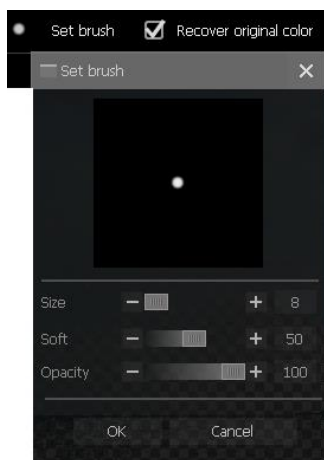 Set brush Recover original color
Set brush
Size 8
Soft 50
Opacity 100
OK Cancel